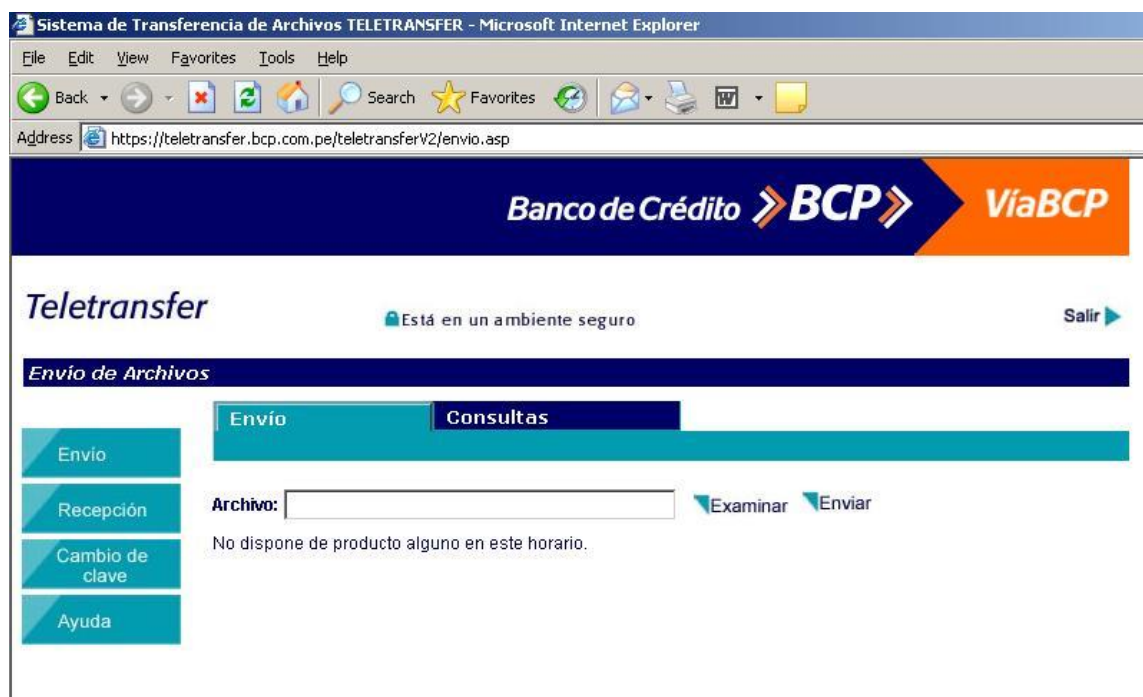 Sistema de Transferencia de Archivos TELETRANSFER - Microsoft Internet Explorer
File Edit View Favorites Tools Help
Back Search Favorites
Address https://teletransfer.bcp.com.pe/teletransferV2/envio.asp
Banco de Crédito BCP VíaBCP
Teletransfer Está en un ambiente seguro Salir
Envío de Archivos
Envío Consultas
Envío
Recepción
Cambio de
clave
Ayuda
Archivo: Examinar Enviar
No dispone de producto alguno en este horario.